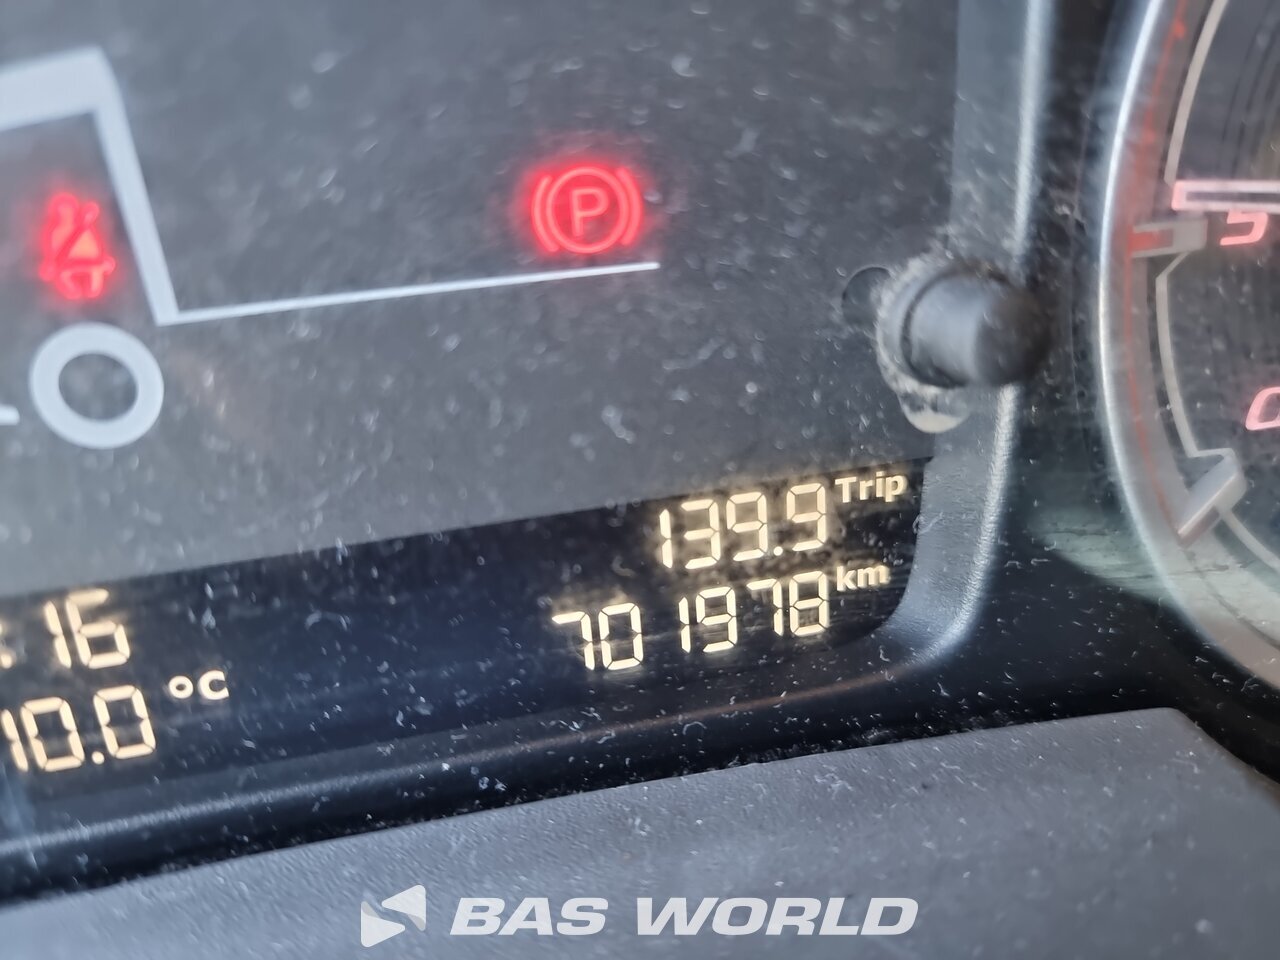 P
139.9 Trip
:16
701978 km
10.0 °C
BAS WORLD